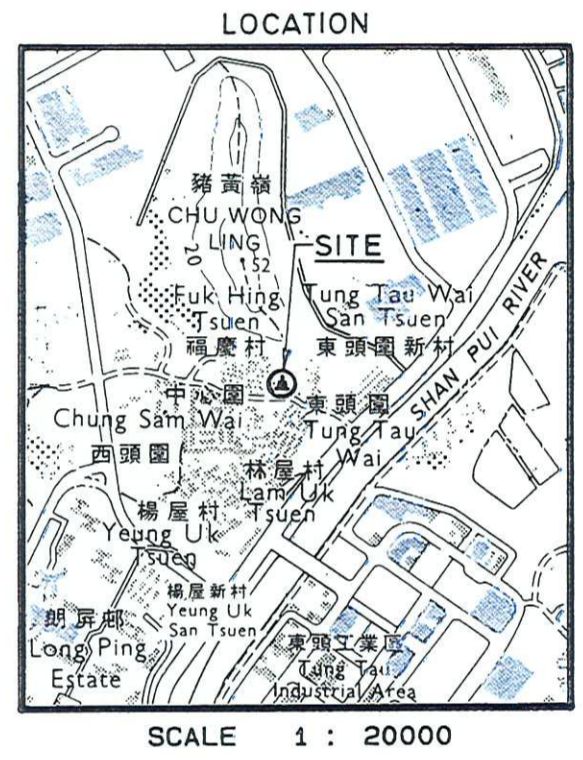 LOCATION
豬黃嶺
CHU WONG
LING
20
52
SITE
Fuk Hing
Tsuen
福慶村
Tung Tau Wai
San Tsuen
東頭圍新村
SHAN PUI RIVER
中心圍
Chung Sam Wai
西頭圍
東頭圍
Tung Tau
Wai
林屋村
Lam Uk
Tsuen
楊屋村
Yeung Uk
Tsuen
楊屋新村
Yeung Uk
San Tsuen
朗屏邨
Long Ping
Estate
東頭工業區
Tung Tau
Industrial Area
SCALE 1 : 20000